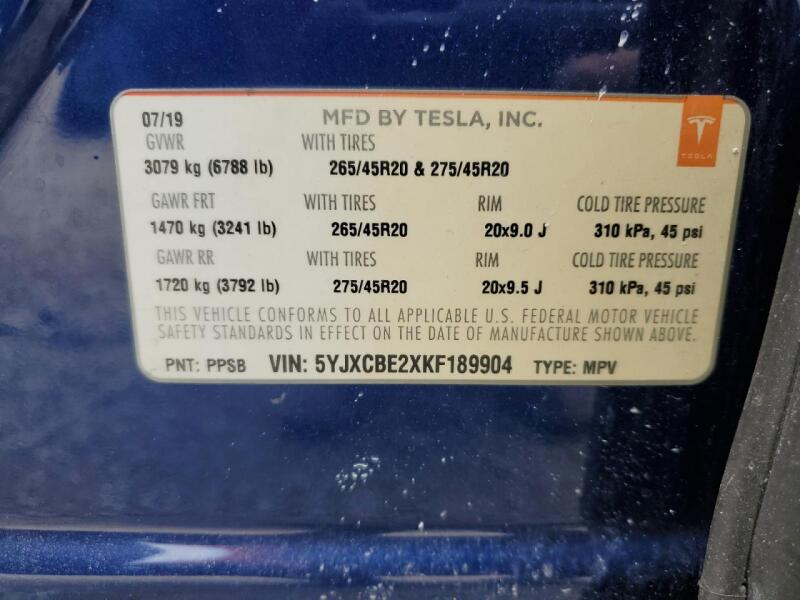 07/19 MFD BY TESLA, INC.
GVWR WITH TIRES
3079 kg (6788 lb) 265/45R20 & 275/45R20
TESLA
GAWR FRT WITH TIRES RIM COLD TIRE PRESSURE
1470 kg (3241 lb) 265/45R20 20x9.0 J 310 kPa, 45 psi
GAWR RR WITH TIRES RIM COLD TIRE PRESSURE
1720 kg (3792 lb) 275/45R20 20x9.5 J 310 kPa, 45 psi
THIS VEHICLE CONFORMS TO ALL APPLICABLE U.S. FEDERAL MOTOR VEHICLE
SAFETY STANDARDS IN EFFECT ON THE DATE OF MANUFACTURE SHOWN ABOVE.
PNT: PPSB VIN: 5YJXCBE2XKF189904 TYPE: MPV